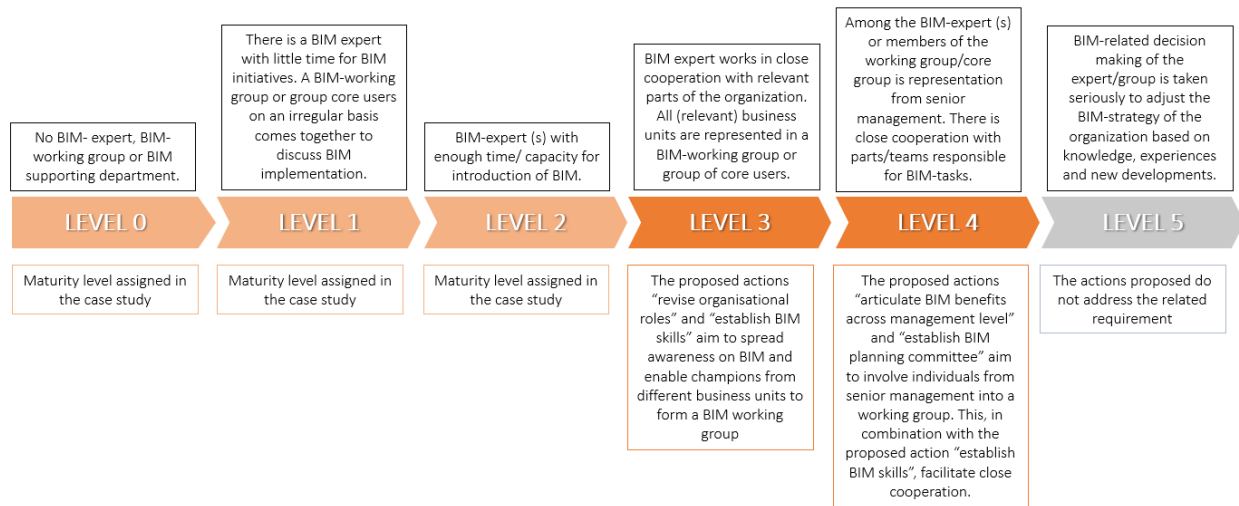 No BIM- expert, BIM-
working group or BIM
supporting department.
There is a BIM expert
with little time for BIM
initiatives. A BIM-working
group or group core users
on an irregular basis
comes together to
discuss BIM
implementation.
BIM-expert (s) with
enough time/ capacity for
introduction of BIM.
BIM expert works in close
cooperation with relevant
parts of the organization.
All (relevant) business
units are represented in a
BIM-working group or
group of core users.
Among the BIM-expert (s)
or members of the
working group/core
group is representation
from senior
management. There is
close cooperation with
parts/teams responsible
for BIM-tasks.
BIM-related decision
making of the
expert/group is taken
seriously to adjust the
BIM-strategy of the
organization based on
knowledge, experiences
and new developments.
LEVEL 0
LEVEL 1
LEVEL 2
LEVEL 3
LEVEL 4
LEVEL 5
Maturity level assigned in
the case study
Maturity level assigned in
the case study
Maturity level assigned in
the case study
The proposed actions
“revise organisational
roles” and “establish BIM
skills” aim to spread
awareness on BIM and
enable champions from
different business units to
form a BIM working
group
The proposed actions
“articulate BIM benefits
across management level”
and “establish BIM
planning committee” aim
to involve individuals from
senior management into a
working group. This, in
combination with the
proposed action “establish
BIM skills”, facilitate close
cooperation.
The actions proposed do
not address the related
requirement